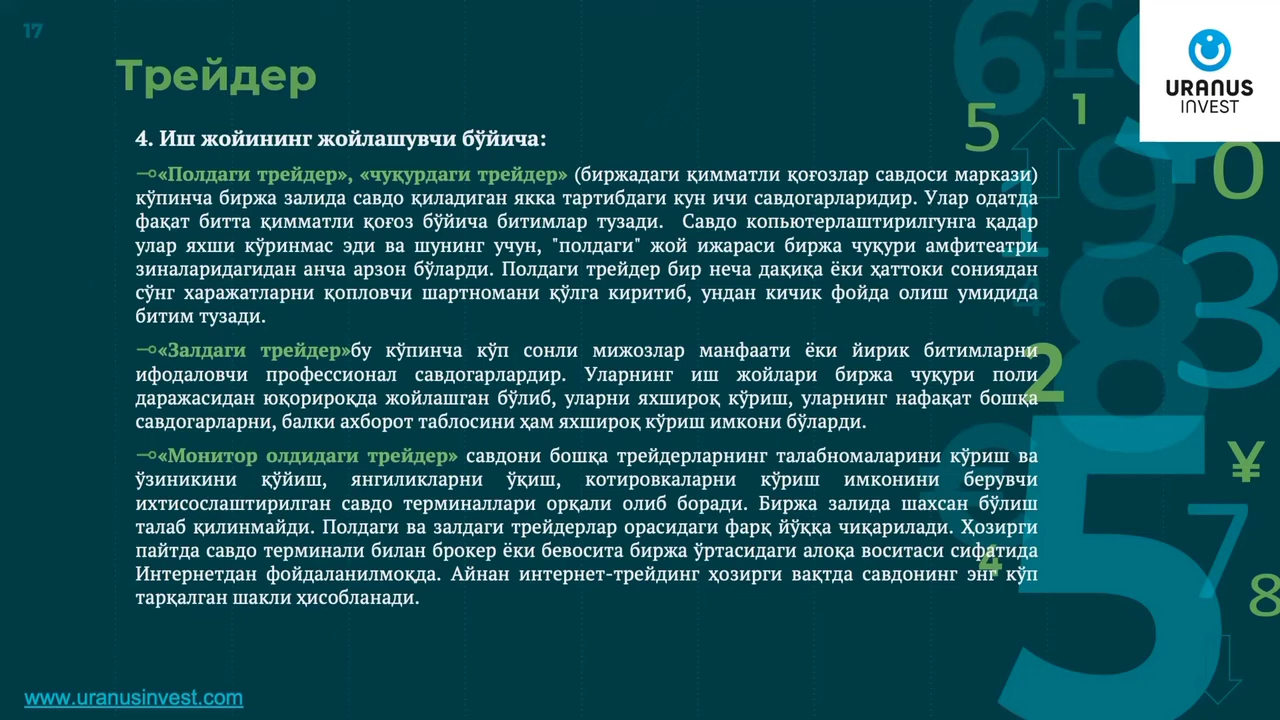 17
Трейдер
URANUS
INVEST
4. Иш жойининг жойлашувчи бўйича:
⊸«Полдаги трейдер», «чуқурдаги трейдер» (биржадаги қимматли қоғозлар савдоси маркази)
кўпинча биржа залида савдо қиладиган якка тартибдаги кун ичи савдогарларидир. Улар одатда
фақат битта қимматли қоғоз бўйича битимлар тузади.  Савдо копьютерлаштирилгунга қадар
улар яхши кўринмас эди ва шунинг учун, "полдаги" жой ижараси биржа чуқури амфитеатри
зиналаридагидан анча арзон бўларди. Полдаги трейдер бир неча дақиқа ёки ҳаттоки сониядан
сўнг харажатларни қопловчи шартномани қўлга киритиб, ундан кичик фойда олиш умидида
битим тузади.
⊸«Залдаги трейдер»бу кўпинча кўп сонли мижозлар манфаати ёки йирик битимларни
ифодаловчи профессионал савдогарлардир. Уларнинг иш жойлари биржа чуқури поли
даражасидан юқорироқда жойлашган бўлиб, уларни яхшироқ кўриш, уларнинг нафақат бошқа
савдогарларни, балки ахборот таблосини ҳам яхшироқ кўриш имкони бўларди.
⊸«Монитор олдидаги трейдер» савдони бошқа трейдерларнинг талабномаларини кўриш ва
ўзиникини қўйиш, янгиликларни ўқиш, котировкаларни кўриш имконини берувчи
ихтисослаштирилган савдо терминаллари орқали олиб боради. Биржа залида шахсан бўлиш
талаб қилинмайди. Полдаги ва залдаги трейдерлар орасидаги фарқ йўққа чиқарилади. Ҳозирги
пайтда савдо терминали билан брокер ёки бевосита биржа ўртасидаги алоқа воситаси сифатида
Интернетдан фойдаланилмоқда. Айнан интернет-трейдинг ҳозирги вақтда савдонинг энг кўп
тарқалган шакли ҳисобланади.
www.uranusinvest.com